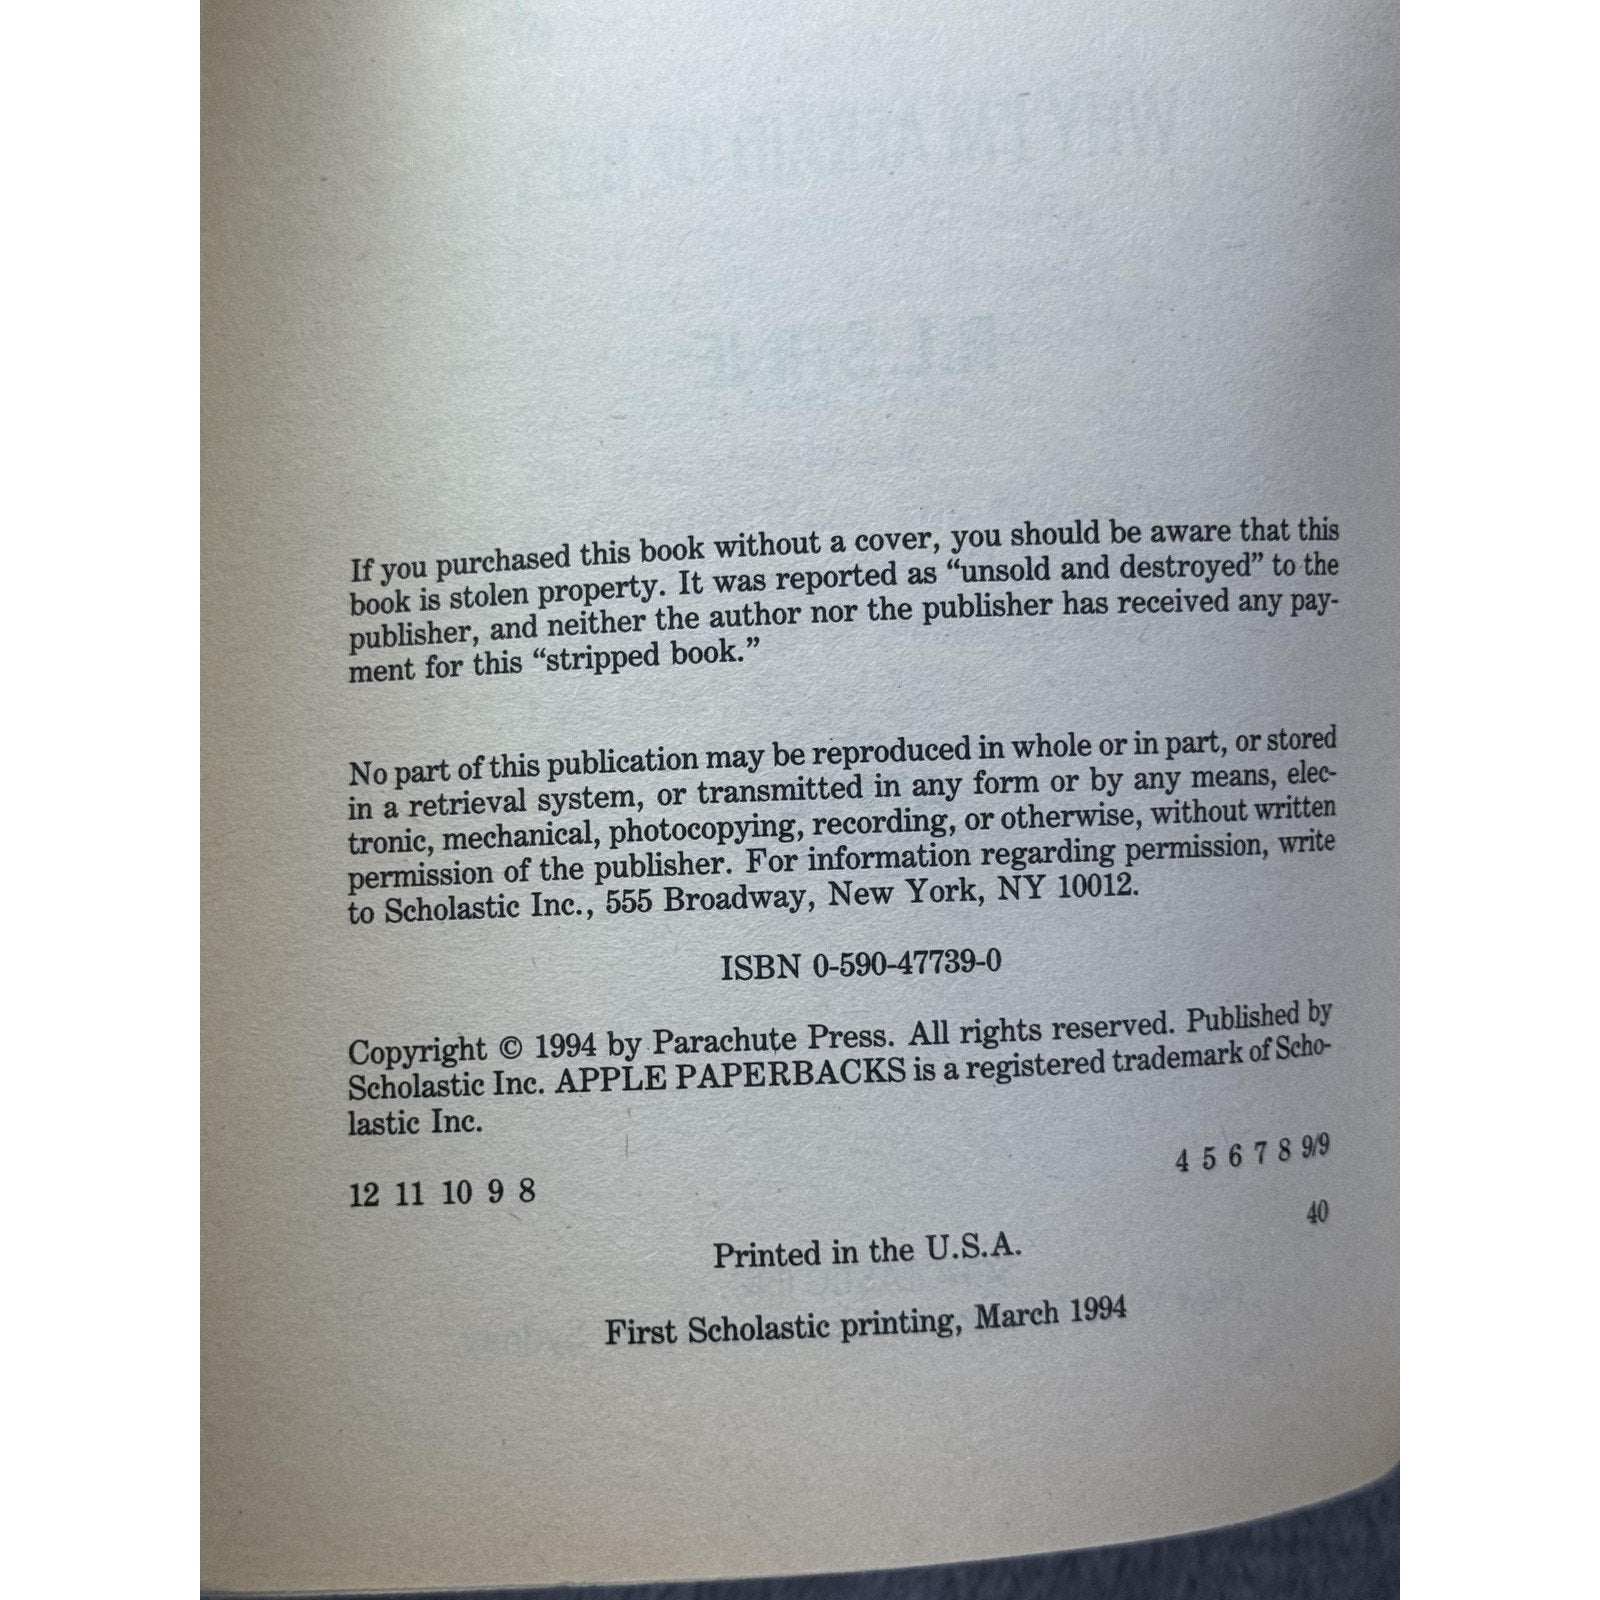 If you purchased this book without a cover, you should be aware that this
book is stolen property. It was reported as “unsold and destroyed” to the
publisher, and neither the author nor the publisher has received any pay-
ment for this “stripped book.”
No part of this publication may be reproduced in whole or in part, or stored
in a retrieval system, or transmitted in any form or by any means, elec-
tronic, mechanical, photocopying, recording, or otherwise, without written
permission of the publisher. For information regarding permission, write
to Scholastic Inc., 555 Broadway, New York, NY 10012.
ISBN 0-590-47739-0
Copyright © 1994 by Parachute Press. All rights reserved. Published by
Scholastic Inc. APPLE PAPERBACKS is a registered trademark of Scho-
lastic Inc.
12 11 10 9 8 4 5 6 7 8 9/9
40
Printed in the U.S.A.
First Scholastic printing, March 1994